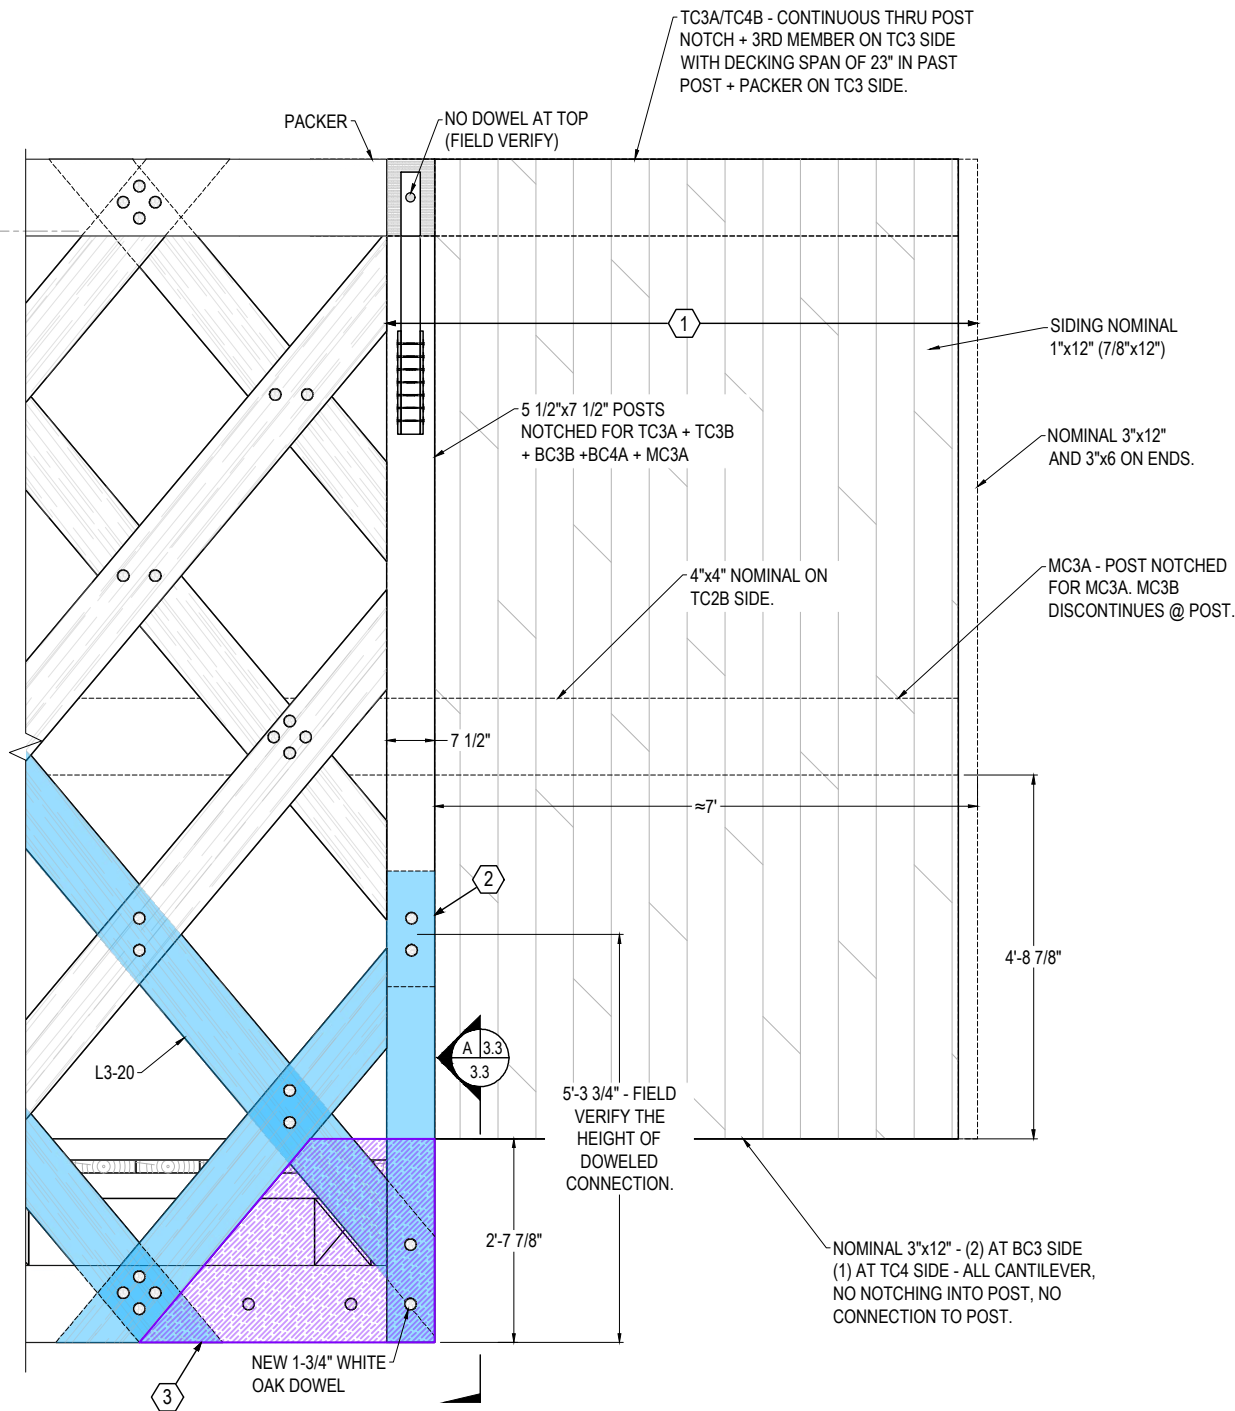 TC3A/TC4B - CONTINUOUS THRU POST
NOTCH + 3RD MEMBER ON TC3 SIDE
WITH DECKING SPAN OF 23" IN PAST
POST + PACKER ON TC3 SIDE.
PACKER
NO DOWEL AT TOP
(FIELD VERIFY)
1
SIDING NOMINAL
1"x12" (7/8"x12")
5 1/2"x7 1/2" POSTS
NOTCHED FOR TC3A + TC3B
+ BC3B +BC4A + MC3A
NOMINAL 3"x12"
AND 3"x6 ON ENDS.
4"x4" NOMINAL ON
TC2B SIDE.
MC3A - POST NOTCHED
FOR MC3A. MC3B
DISCONTINUES @ POST.
7 1/2"
≈7'
2
4'-8 7/8"
L3-20
A 3.3
3.3
5'-3 3/4" - FIELD
VERIFY THE
HEIGHT OF
DOWELED
CONNECTION.
2'-7 7/8"
NOMINAL 3"x12" - (2) AT BC3 SIDE
(1) AT TC4 SIDE - ALL CANTILEVER,
NO NOTCHING INTO POST, NO
CONNECTION TO POST.
NEW 1-3/4" WHITE
OAK DOWEL
3